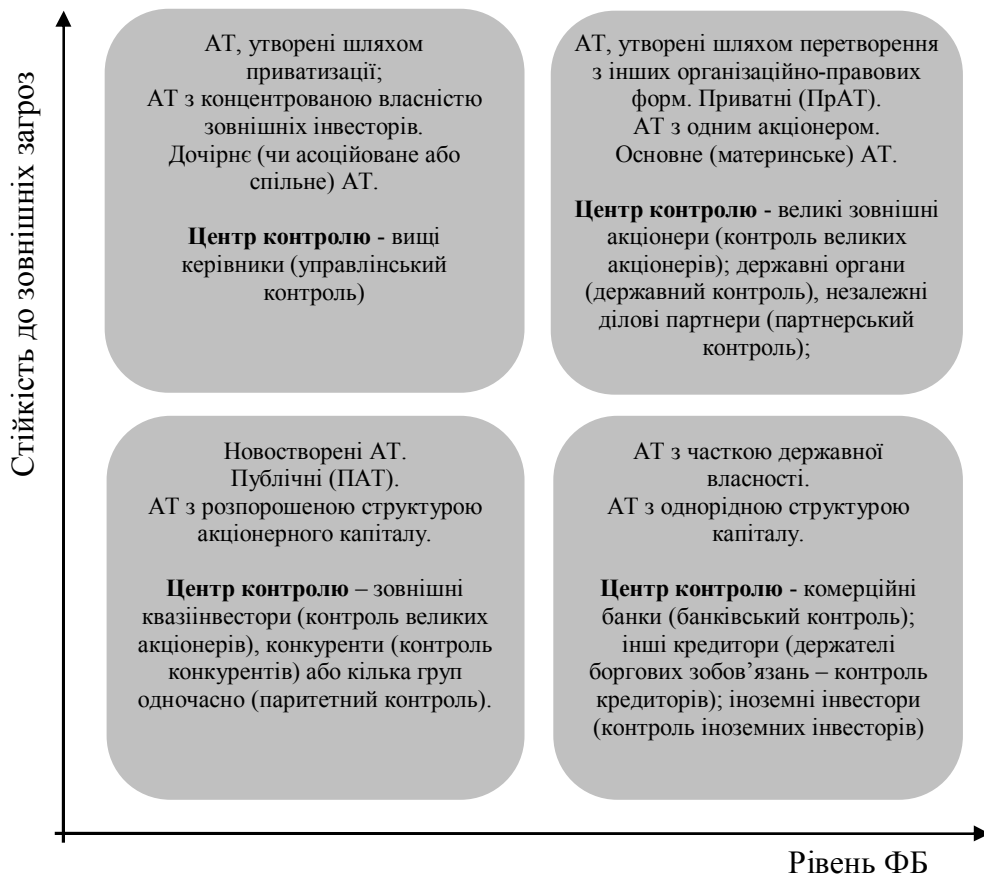 Стійкість до зовнішніх загроз
АТ, утворені шляхом
приватизації;
АТ з концентрованою власністю
зовнішніх інвесторів.
Дочірнє (чи асоційоване або
спільне) АТ.
Центр контролю - вищі
керівники (управлінський
контроль)
АТ, утворені шляхом перетворення
з інших організаційно-правових
форм. Приватні (ПрАТ).
АТ з одним акціонером.
Основне (материнське) АТ.
Центр контролю - великі зовнішні
акціонери (контроль великих
акціонерів); державні органи
(державний контроль), незалежні
ділові партнери (партнерський
контроль);
Новостворені АТ.
Публічні (ПАТ).
АТ з розпорошеною структурою
акціонерного капіталу.
Центр контролю – зовнішні
квазіінвестори (контроль великих
акціонерів), конкуренти (контроль
конкурентів) або кілька груп
одночасно (паритетний контроль).
АТ з часткою державної
власності.
АТ з однорідною структурою
капіталу.
Центр контролю - комерційні
банки (банківський контроль);
інші кредитори (держателі
боргових зобов’язань – контроль
кредиторів); іноземні інвестори
(контроль іноземних інвесторів)
Рівень ФБ